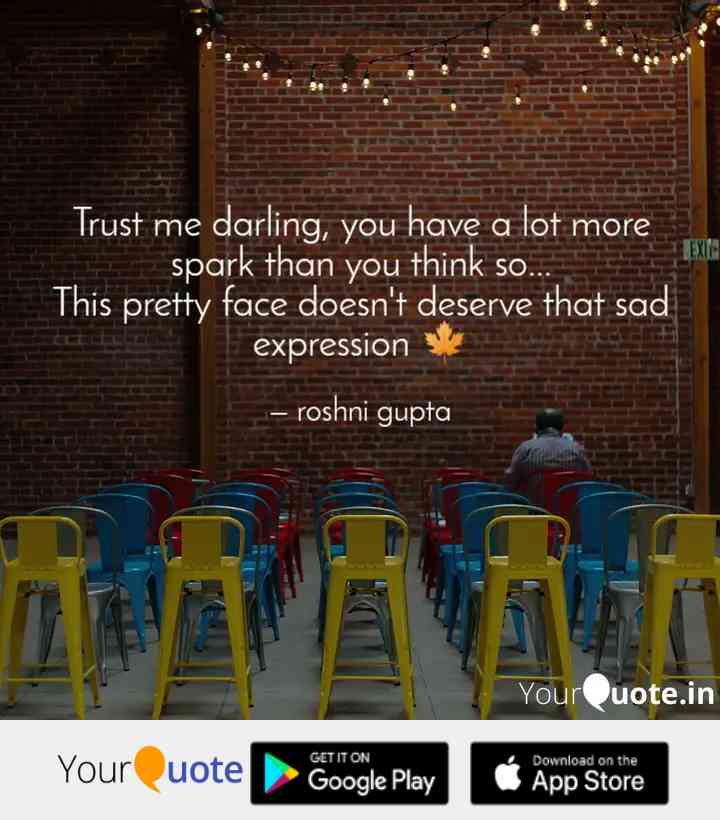 Trust me darling, you have a lot more
spark than you think so...
This pretty face doesn't deserve that sad
expression 🍁
— roshni gupta
EXIT
YourQuote.in
YourQuote
GET IT ON
Google Play
Download on the
App Store